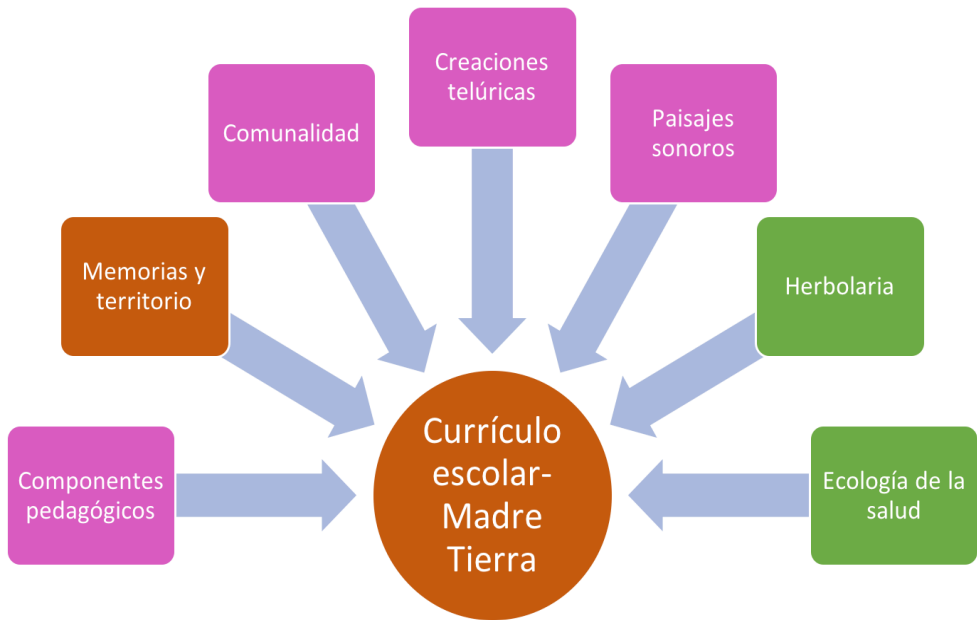 Creaciones
telúricas
Comunalidad
Paisajes
sonoros
Memorias y
territorio
Herbolaria
Componentes
pedagógicos
Currículo
escolar-
Madre
Tierra
Ecología de la
salud